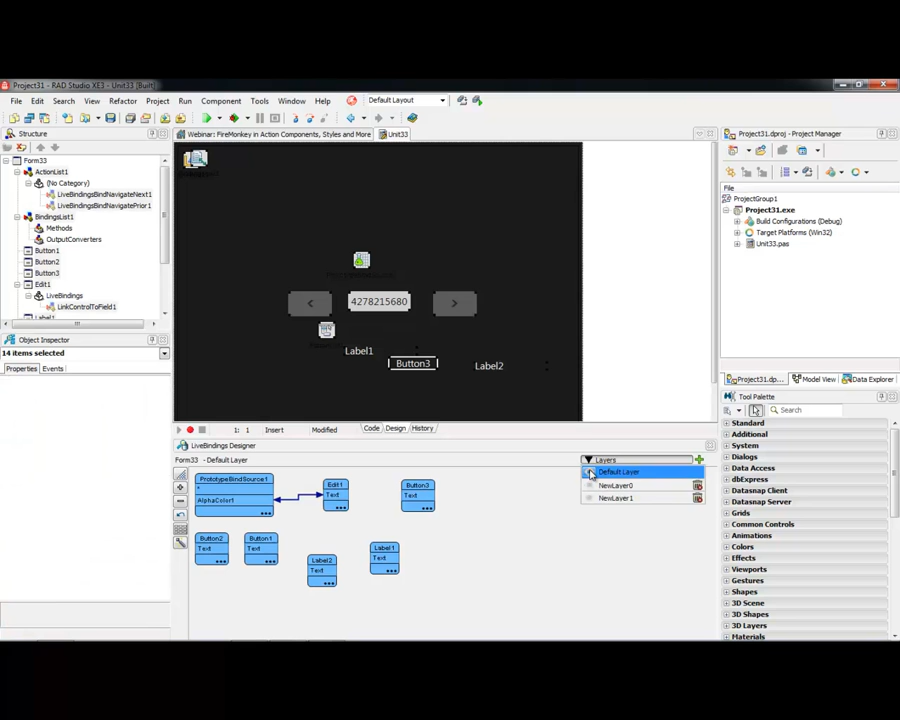 Project31 - RAD Studio XE3 - Unit33 [Built]
File Edit Search View Refactor Project Run Component Tools Window Help
Default Layout
Structure
Form33
ActionList1
(No Category)
LiveBindingsBindNavigateNext1
LiveBindingsBindNavigatePrior1
BindingsList1
Methods
OutputConverters
Button1
Button2
Button3
Edit1
LiveBindings
LinkControlToField1
Label1
Object Inspector
14 items selected
Properties Events
Webinar: FireMonkey in Action Components, Styles and More
Unit33
<
4278215680
>
Label1
Button3
Label2
1: 1
Insert
Modified
Code Design History
LiveBindings Designer
Form33 - Default Layer
PrototypeBindSource1
*
AlphaColor1
Edit1
Text
Button3
Text
Button2
Text
Button1
Text
Label2
Text
Label1
Text
Layers
Default Layer
NewLayer0
NewLayer1
Project31.dproj - Project Manager
File
ProjectGroup1
Project31.exe
Build Configurations (Debug)
Target Platforms (Win32)
Unit33.pas
Project31.dp...
Model View
Data Explorer
Tool Palette
Search
Standard
Additional
System
Dialogs
Data Access
dbExpress
Datasnap Client
Datasnap Server
Grids
Common Controls
Animations
Colors
Effects
Viewports
Gestures
Shapes
3D Scene
3D Shapes
3D Layers
Materials